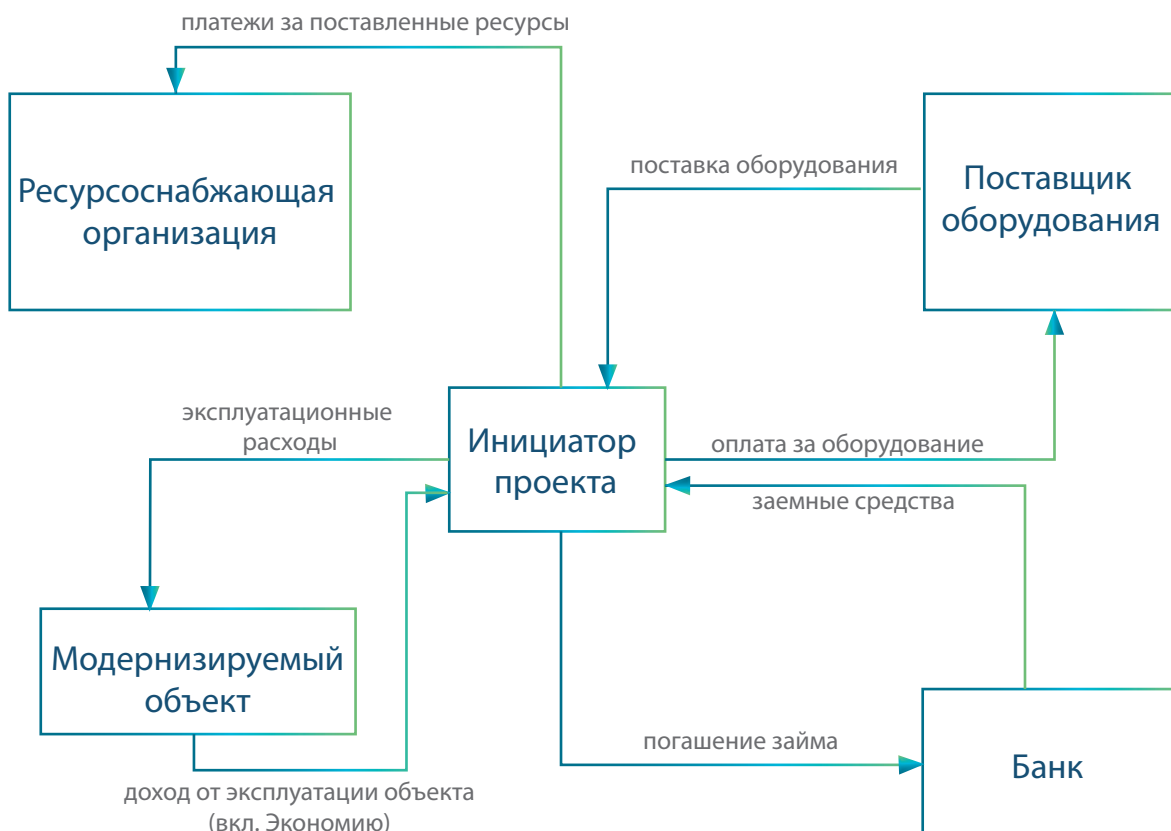 платежи за поставленные ресурсы
Ресурсоснабжающая
организация
поставка оборудования
Поставщик
оборудования
эксплуатационные
расходы
Инициатор
проекта
оплата за оборудование
заемные средства
Модернизируемый
объект
погашение займа
Банк
доход от эксплуатации объекта
(вкл. Экономию)